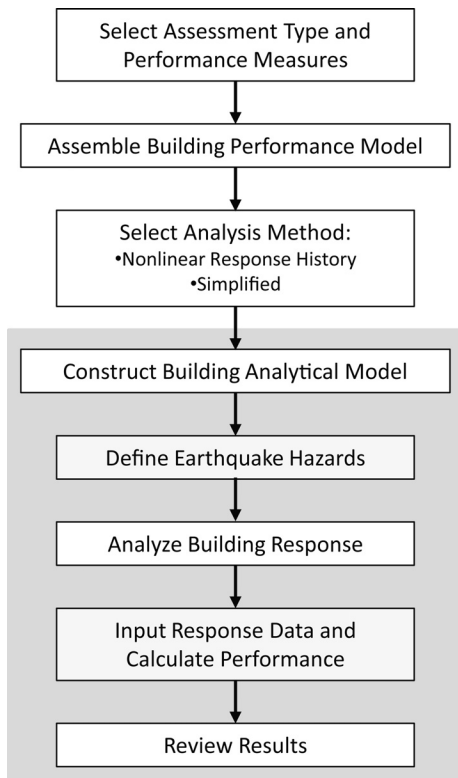 Select Assessment Type and
Performance Measures
Assemble Building Performance Model
Select Analysis Method:
•Nonlinear Response History
•Simplified
Construct Building Analytical Model
Define Earthquake Hazards
Analyze Building Response
Input Response Data and
Calculate Performance
Review Results